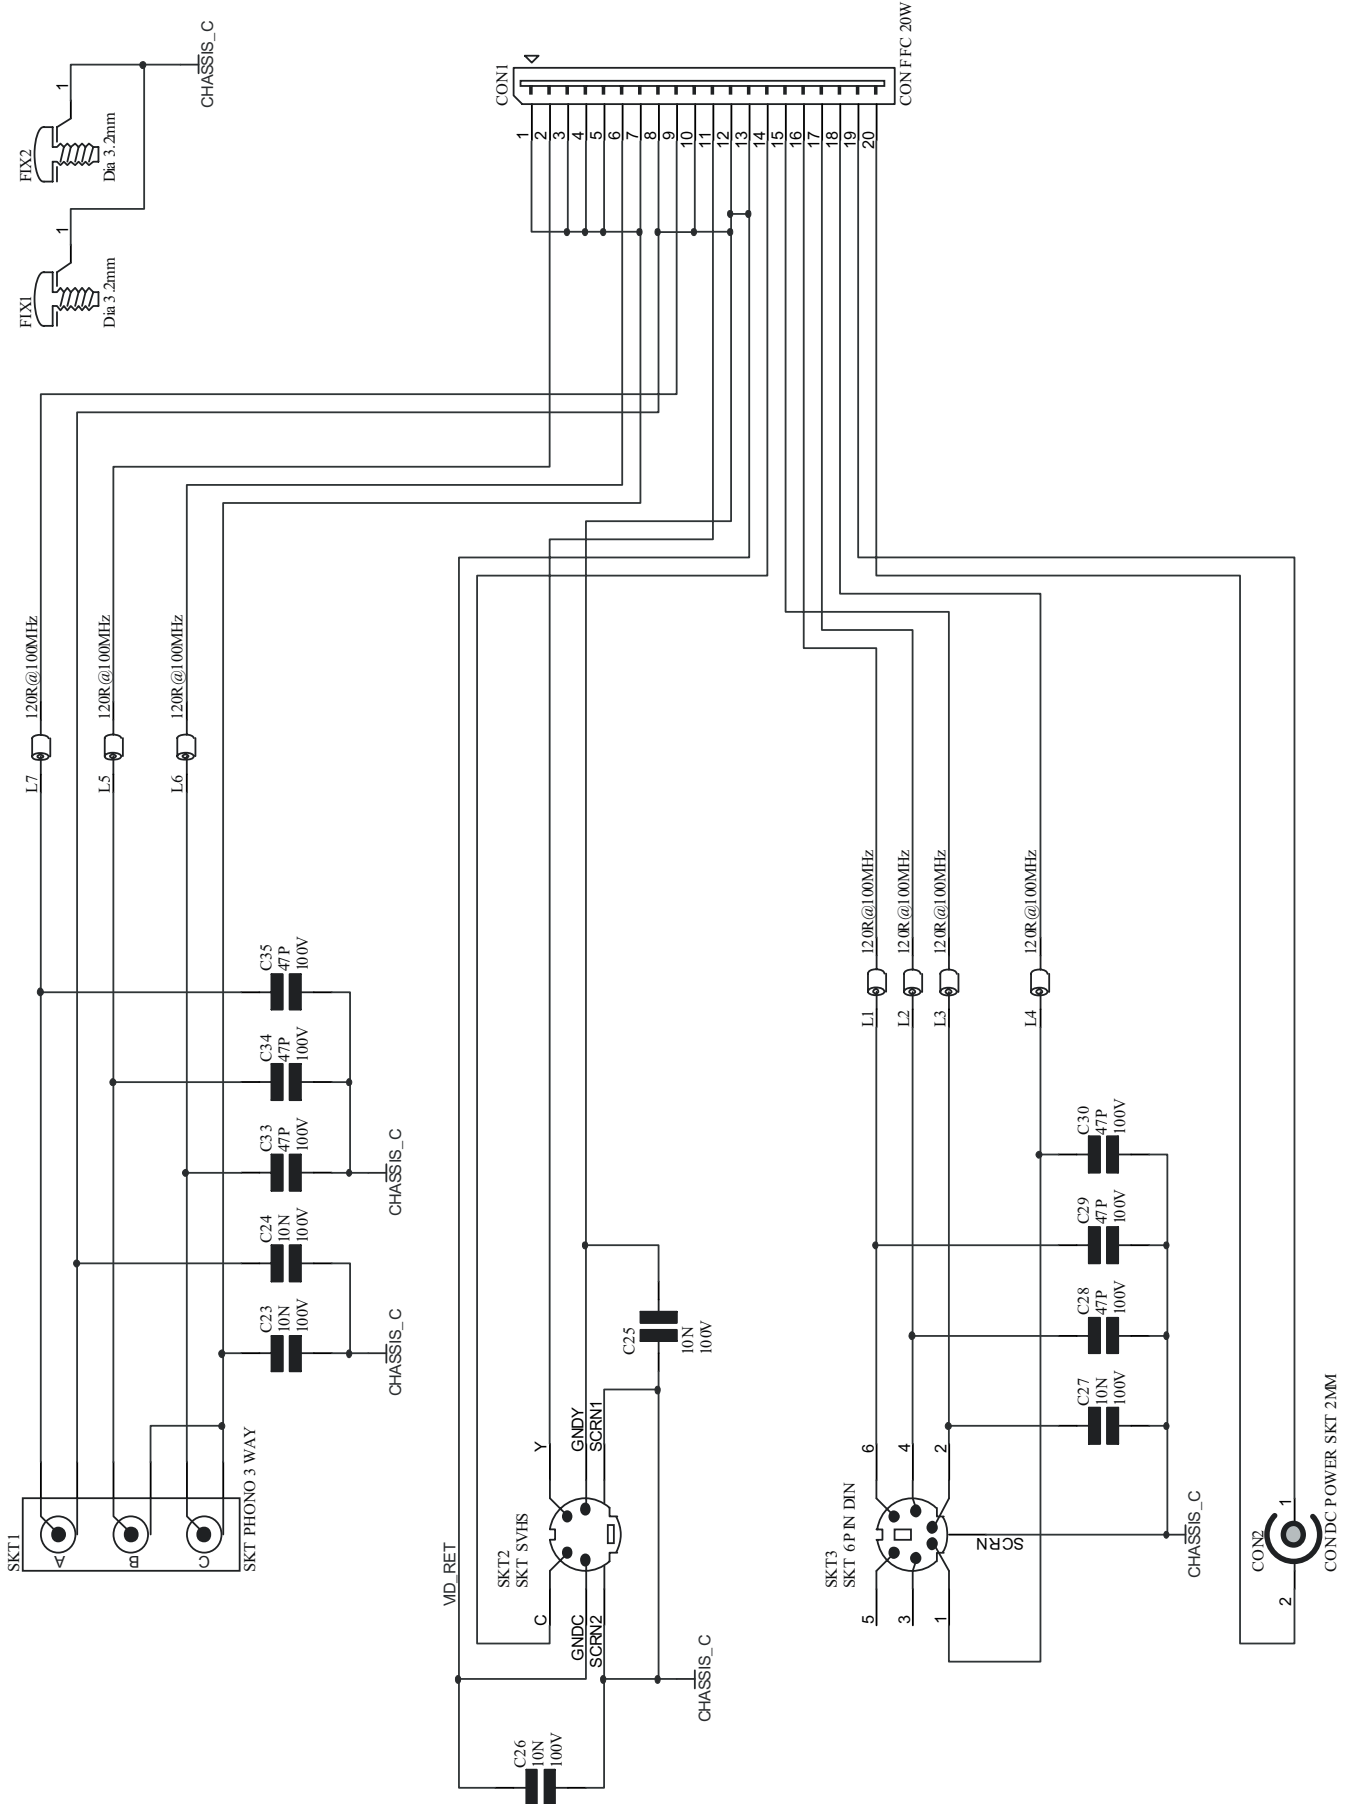 CHASSIS_C
FIX2
1
Dia 3.2mm
FIX1
1
Dia 3.2mm
CON1
CON FFC 20W
1
2
3
4
5
6
7
8
9
10
11
12
13
14
15
16
17
18
19
20
L7 120R@100MHz
L5 120R@100MHz
L6 120R@100MHz
C35
47P
100V
C34
47P
100V
C33
47P
100V
CHASSIS_C
C24
10N
100V
C23
10N
100V
CHASSIS_C
SKT1
A
B
C
SKT PHONO 3 WAY
C25
10N
100V
Y
GNDY
SCRN1
SKT2
SKT SVHS
C
GNDC
SCRN2
VID_RET
CHASSIS_C
C26
10N
100V
L1 120R@100MHz
L2 120R@100MHz
L3 120R@100MHz
L4 120R@100MHz
C30
47P
100V
C29
47P
100V
C28
47P
100V
C27
10N
100V
6
4
2
SKT3
SKT 6PIN DIN
SCRN
5
3
1
CHASSIS_C
CON2
1
2
CON DC POWER SKT 2MM